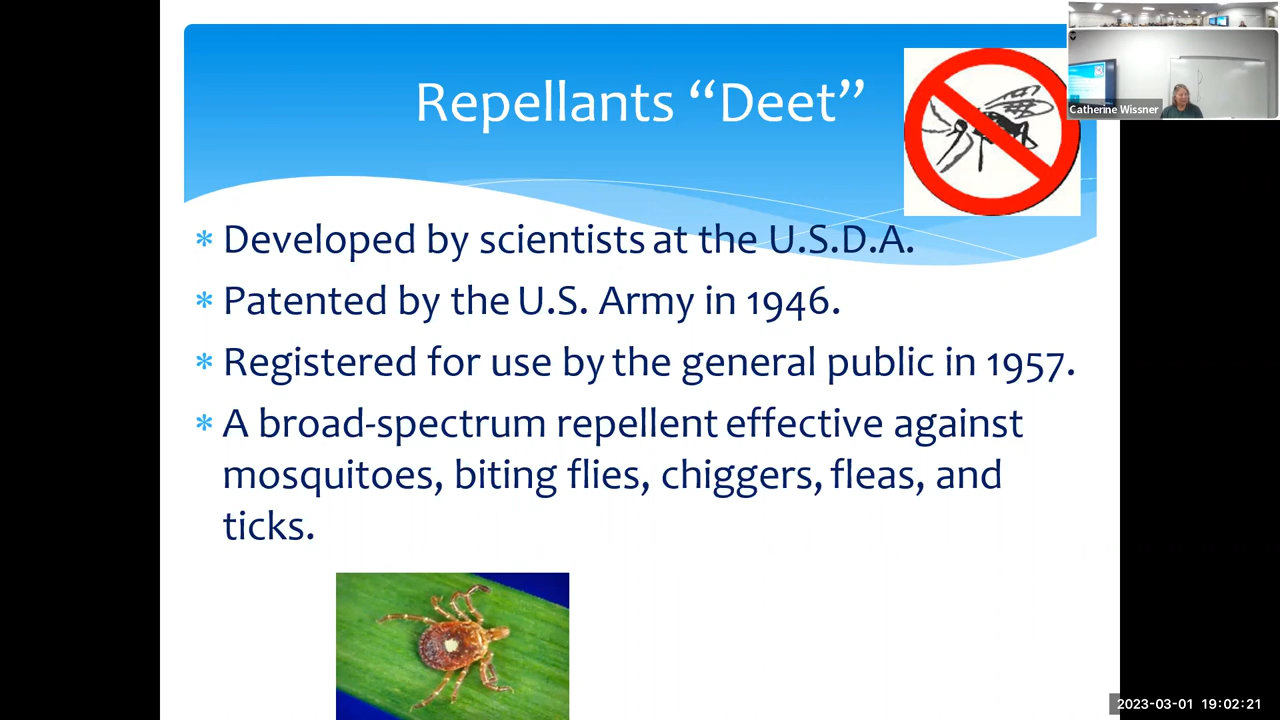 Repellants “Deet”
Catherine Wissner
* Developed by scientists at the U.S.D.A.
* Patented by the U.S. Army in 1946.
* Registered for use by the general public in 1957.
* A broad-spectrum repellent effective against
mosquitoes, biting flies, chiggers, fleas, and
ticks.
2023-03-01 19:02:21